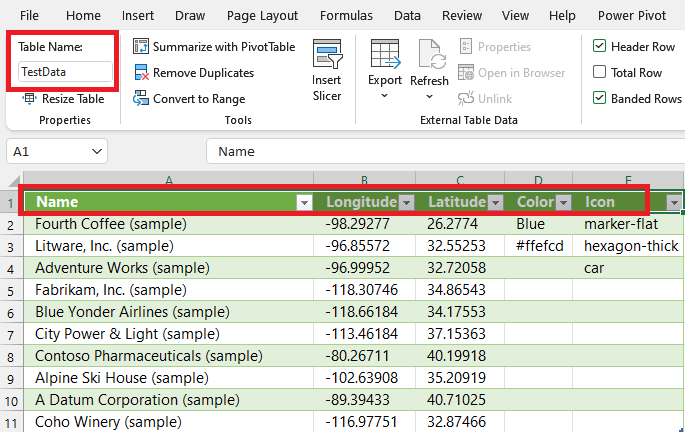 File Home Insert Draw Page Layout Formulas Data Review View Insert Help Power Pivot
Table Name:
TestData
Resize Table
Properties
Summarize with PivotTable
Remove Duplicates
Convert to Range
Insert
Slicer
Tools
Export
Refresh
Properties
Open in Browser
Unlink
External Table Data
Header Row
Total Row
Banded Rows
A1 Name
A B C D E
1 Name Longitude Latitude Color Icon
2 Fourth Coffee (sample) -98.29277 26.2774 Blue marker-flat
3 Litware, Inc. (sample) -96.85572 32.55253 #ffefcd hexagon-thick
4 Adventure Works (sample) -96.99952 32.72058 car
5 Fabrikam, Inc. (sample) -118.30746 34.86543
6 Blue Yonder Airlines (sample) -118.66184 34.17553
7 City Power & Light (sample) -113.46184 37.15363
8 Contoso Pharmaceuticals (sample) -80.26711 40.19918
9 Alpine Ski House (sample) -102.63908 35.20919
10 A Datum Corporation (sample) -89.39433 40.71025
11 Coho Winery (sample) -116.97751 32.87466